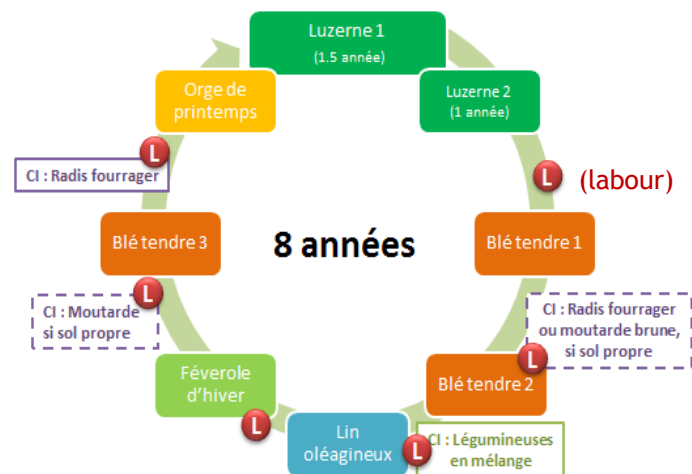 Luzerne 1
(1.5 année)
Luzerne 2
(1 année)
L
(labour)
Blé tendre 1
CI : Radis fourrager
ou moutarde brune,
si sol propre
L
Blé tendre 2
L
CI : Légumineuses
en mélange
Lin
oléagineux
L
Féverole
d'hiver
L
CI : Moutarde
si sol propre
Blé tendre 3
L
CI : Radis fourrager
Orge de
printemps
8 années